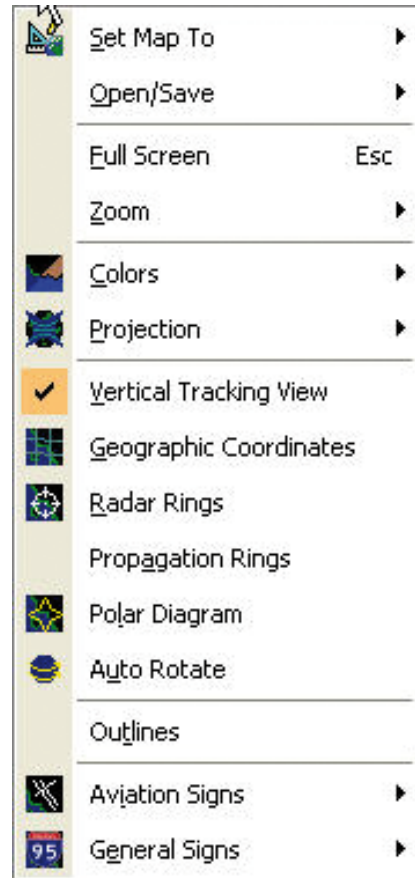 Set Map To
Open/Save
Full Screen Esc
Zoom
Colors
Projection
Vertical Tracking View
Geographic Coordinates
Radar Rings
Propagation Rings
Polar Diagram
Auto Rotate
Outlines
Aviation Signs
95 General Signs